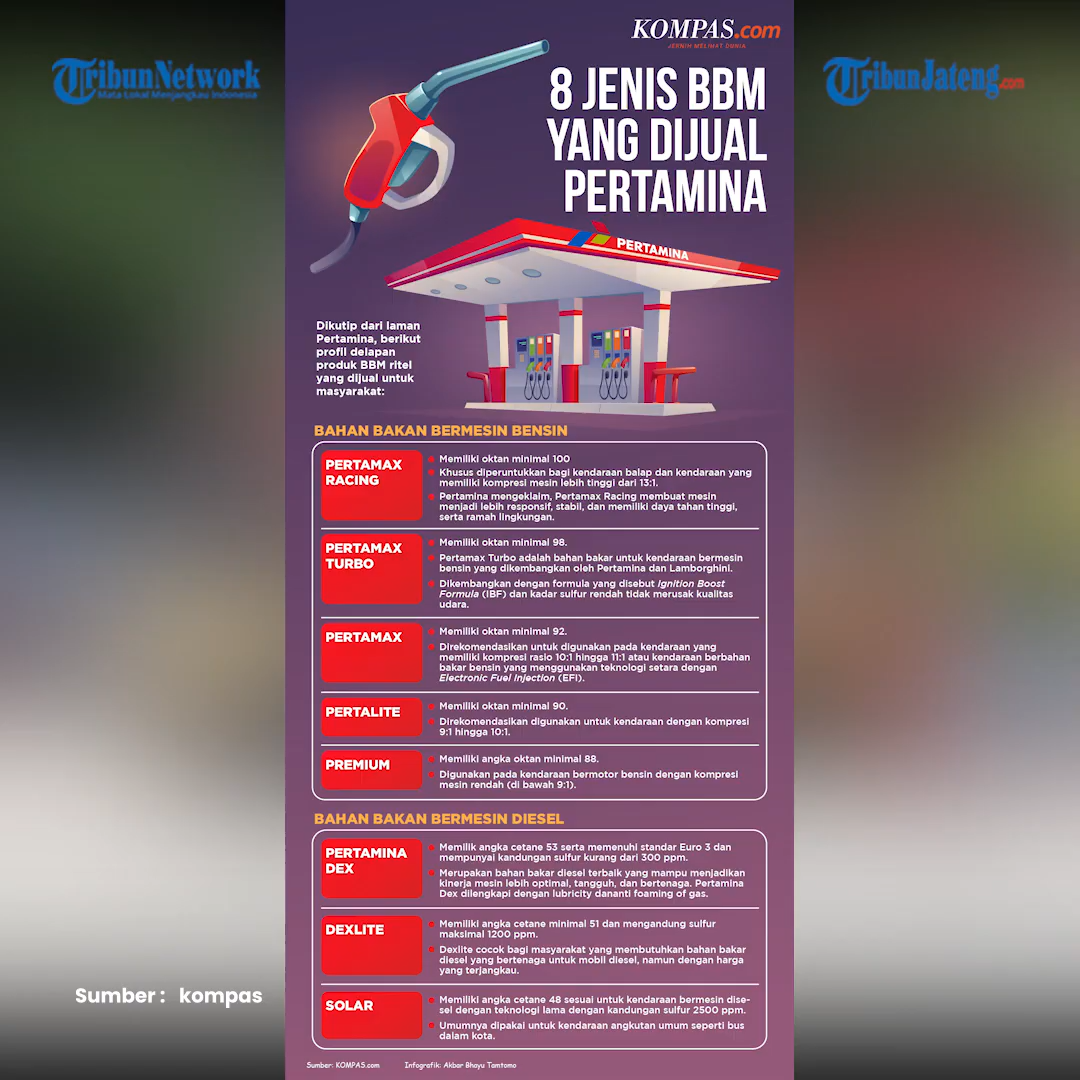 TribunNetwork
Mata Lokal Menjangkau Indonesia
KOMPAS.com
JERNIH MELIHAT DUNIA
TribunJateng.com
8 JENIS BBM
YANG DIJUAL
PERTAMINA
PERTAMINA
Dikutip dari laman
Pertamina, berikut
profil delapan
produk BBM ritel
yang dijual untuk
masyarakat:
BAHAN BAKAN BERMESIN BENSIN
PERTAMAX
RACING
Memiliki oktan minimal 100
Khusus diperuntukkan bagi kendaraan balap dan kendaraan yang
memiliki kompresi mesin lebih tinggi dari 13:1.
Pertamina mengeklaim, Pertamax Racing membuat mesin
menjadi lebih responsif, stabil, dan memiliki daya tahan tinggi,
serta ramah lingkungan.
PERTAMAX
TURBO
Memiliki oktan minimal 98.
Pertamax Turbo adalah bahan bakar untuk kendaraan bermesin
bensin yang dikembangkan oleh Pertamina dan Lamborghini.
Dikembangkan dengan formula yang disebut Ignition Boost
Formula (IBF) dan kadar sulfur rendah tidak merusak kualitas
udara.
PERTAMAX
Memiliki oktan minimal 92.
Direkomendasikan untuk digunakan pada kendaraan yang
memiliki kompresi rasio 10:1 hingga 11:1 atau kendaraan berbahan
bakar bensin yang menggunakan teknologi setara dengan
Electronic Fuel Injection (EFI).
PERTALITE
Memiliki oktan minimal 90.
Direkomendasikan digunakan untuk kendaraan dengan kompresi
9:1 hingga 10:1.
PREMIUM
Memiliki angka oktan minimal 88.
Digunakan pada kendaraan bermotor bensin dengan kompresi
mesin rendah (di bawah 9:1).
BAHAN BAKAN BERMESIN DIESEL
PERTAMINA
DEX
Memilik angka cetane 53 serta memenuhi standar Euro 3 dan
mempunyai kandungan sulfur kurang dari 300 ppm.
Merupakan bahan bakar diesel terbaik yang mampu menjadikan
kinerja mesin lebih optimal, tangguh, dan bertenaga. Pertamina
Dex dilengkapi dengan lubricity dananti foaming of gas.
DEXLITE
Memiliki angka cetane minimal 51 dan mengandung sulfur
maksimal 1200 ppm.
Dexlite cocok bagi masyarakat yang membutuhkan bahan bakar
diesel yang bertenaga untuk mobil diesel, namun dengan harga
yang terjangkau.
SOLAR
Memiliki angka cetane 48 sesuai untuk kendaraan bermesin dise-
sel dengan teknologi lama dengan kandungan sulfur 2500 ppm.
Umumnya dipakai untuk kendaraan angkutan umum seperti bus
dalam kota.
Sumber : kompas
Sumber: KOMPAS.com
Infografik: Akbar Bhayu Tamtomo